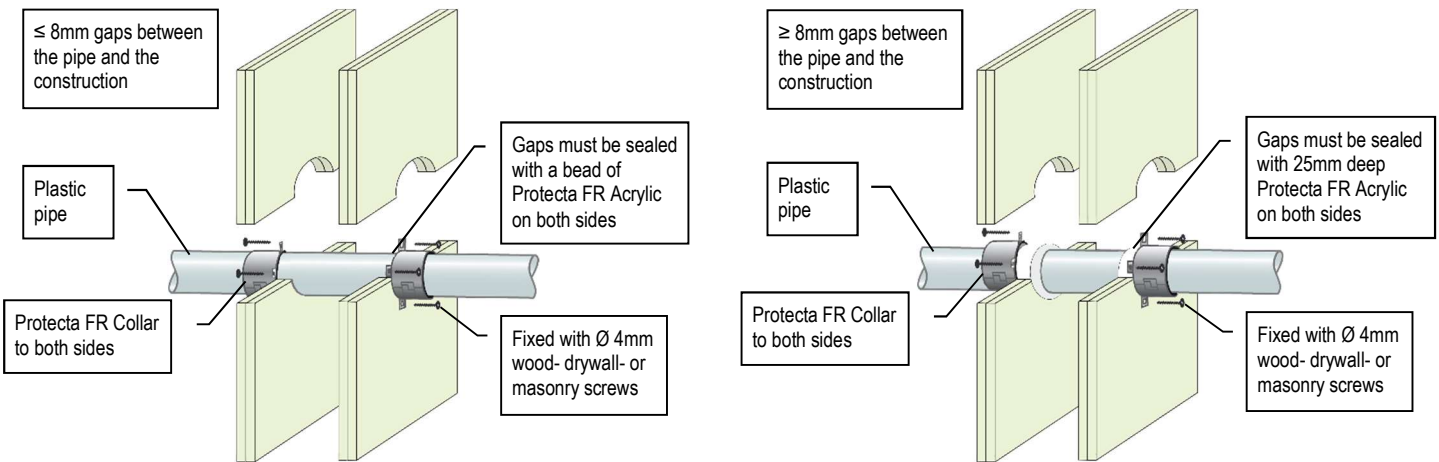 ≤ 8mm gaps between
the pipe and the
construction
Plastic
pipe
Gaps must be sealed
with a bead of
Protecta FR Acrylic
on both sides
Protecta FR Collar
to both sides
Fixed with Ø 4mm
wood- drywall- or
masonry screws
≥ 8mm gaps between
the pipe and the
construction
Plastic
pipe
Gaps must be sealed
with 25mm deep
Protecta FR Acrylic
on both sides
Protecta FR Collar
to both sides
Fixed with Ø 4mm
wood- drywall- or
masonry screws